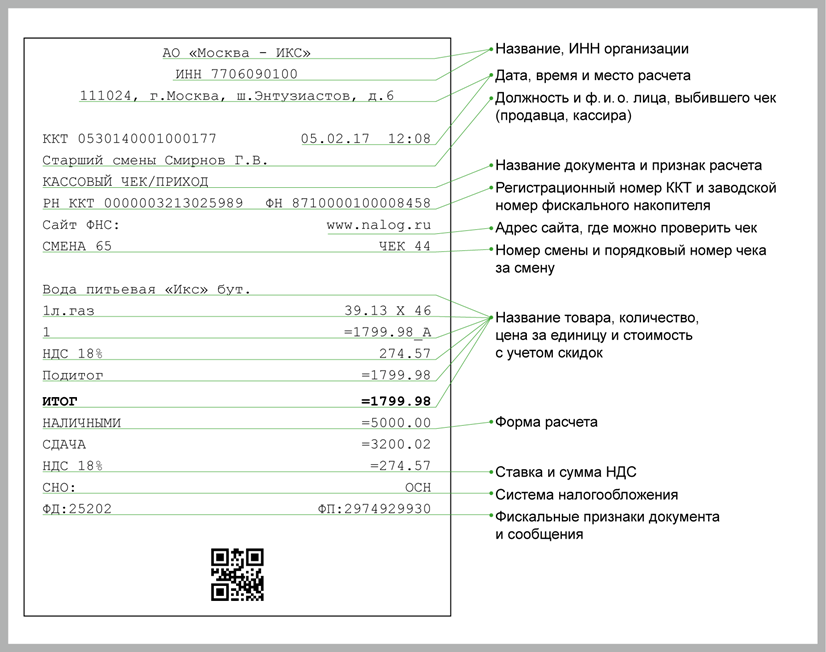 АО «Москва - ИКС»
ИНН 7706090100
111024, г.Москва, ш.Энтузиастов, д.6
ККТ 0530140001000177 05.02.17 12:08
Старший смены Смирнов Г.В.
КАССОВЫЙ ЧЕК/ПРИХОД
РН ККТ 0000003213025989 ФН 8710000100008458
Сайт ФНС: www.nalog.ru
СМЕНА 65 ЧЕК 44
Вода питьевая «Икс» бут.
1л.газ 39.13 Х 46
1 =1799.98_А
НДС 18% 274.57
Подитог =1799.98
ИТОГ =1799.98
НАЛИЧНЫМИ =5000.00
СДАЧА =3200.02
НДС 18% =274.57
СНО: ОСН
ФД:25202 ФП:2974929930
Название, ИНН организации
Дата, время и место расчета
Должность и ф. и. о. лица, выбившего чек
(продавца, кассира)
Название документа и признак расчета
Регистрационный номер ККТ и заводской
номер фискального накопителя
Адрес сайта, где можно проверить чек
Номер смены и порядковый номер чека
за смену
Название товара, количество,
цена за единицу и стоимость
с учетом скидок
Форма расчета
Ставка и сумма НДС
Система налогообложения
Фискальные признаки документа
и сообщения